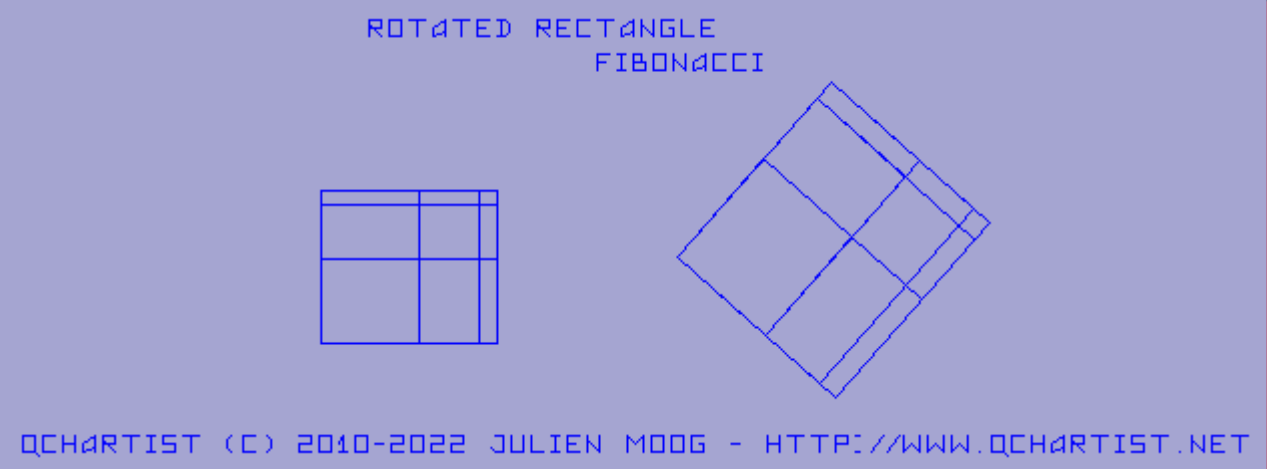 ROTATED RECTANGLE
FIBONACCI
QCHARTIST (C) 2010-2022 JULIEN MOOG - HTTP://WWW.QCHARTIST.NET